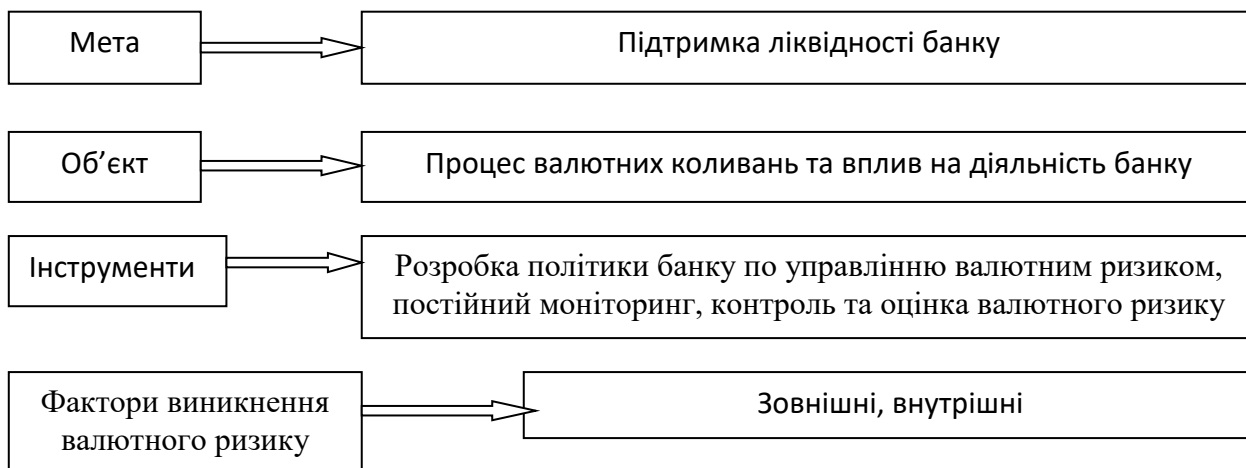 Мета
Підтримка ліквідності банку
Об’єкт
Процес валютних коливань та вплив на діяльність банку
Інструменти
Розробка політики банку по управлінню валютним ризиком,
постійний моніторинг, контроль та оцінка валютного ризику
Фактори виникнення
валютного ризику
Зовнішні, внутрішні